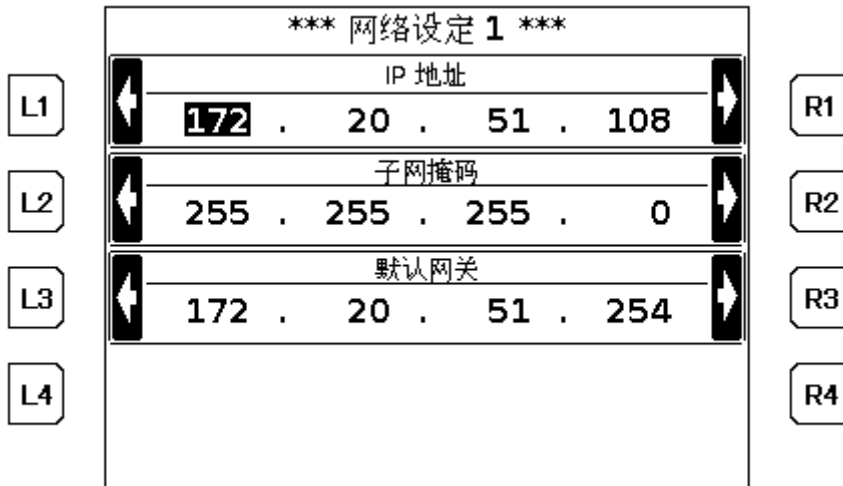 *** 网络设定 1 ***
IP 地址
L1
172 . 20 . 51 . 108
R1
子网掩码
L2
255 . 255 . 255 . 0
R2
默认网关
L3
172 . 20 . 51 . 254
R3
L4
R4